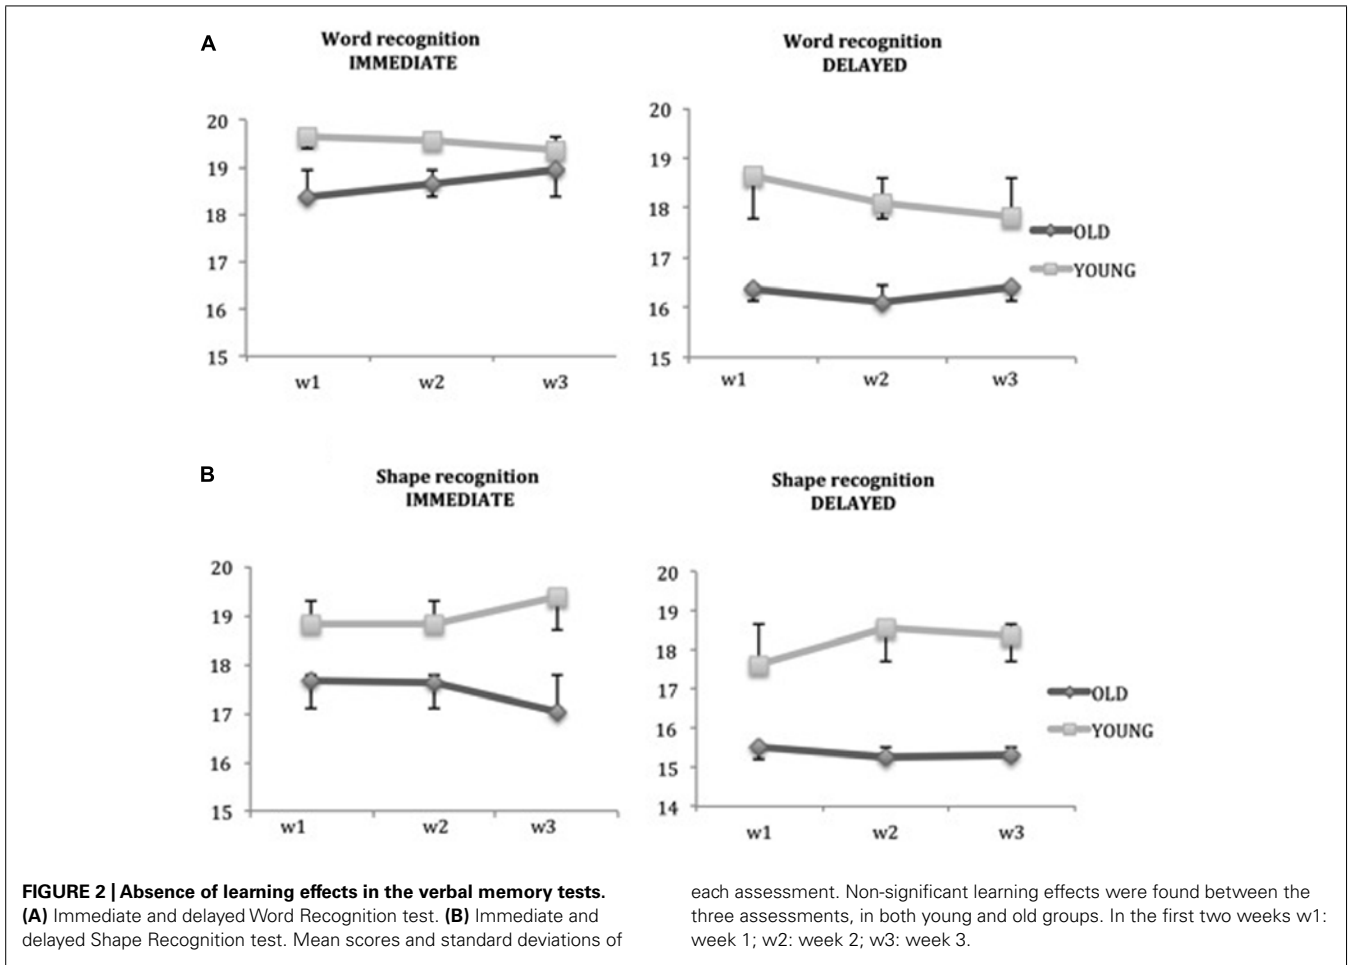 A
Word recognition
IMMEDIATE
20
19
18
17
16
15
w1 w2 w3
Word recognition
DELAYED
20
19
18
17
16
15
w1 w2 w3
OLD
YOUNG
B
Shape recognition
IMMEDIATE
20
19
18
17
16
15
w1 w2 w3
Shape recognition
DELAYED
20
19
18
17
16
15
14
w1 w2 w3
OLD
YOUNG
FIGURE 2 | Absence of learning effects in the verbal memory tests.
(A) Immediate and delayed Word Recognition test. (B) Immediate and
delayed Shape Recognition test. Mean scores and standard deviations of
each assessment. Non-significant learning effects were found between the
three assessments, in both young and old groups. In the first two weeks w1:
week 1; w2: week 2; w3: week 3.